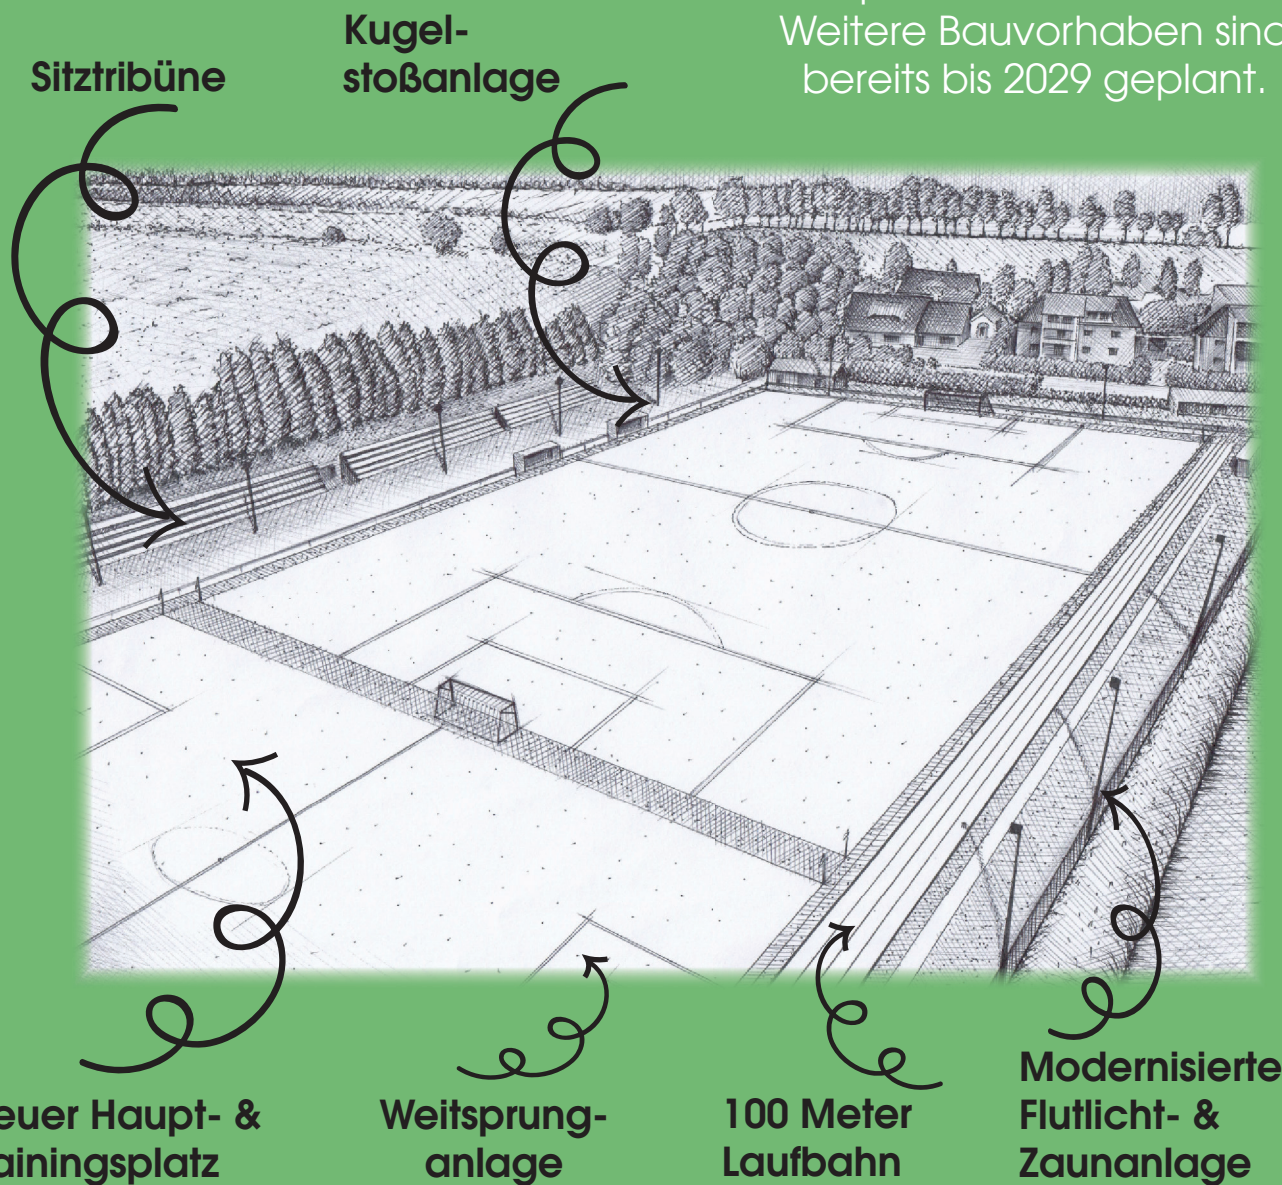 Weitere Bauvorhaben sind
bereits bis 2029 geplant.
Kugel-
stoßanlage
Sitztribüne
euer Haupt- &
ainingsplatz
Weitsprung-
anlage
100 Meter
Laufbahn
Modernisierte
Flutlicht- &
Zaunanlage